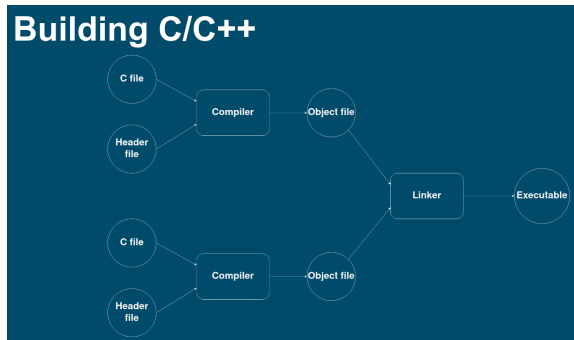 Building C/C++
C file
Compiler
Object file
Header
file
Linker
Executable
C file
Compiler
Object file
Header
file